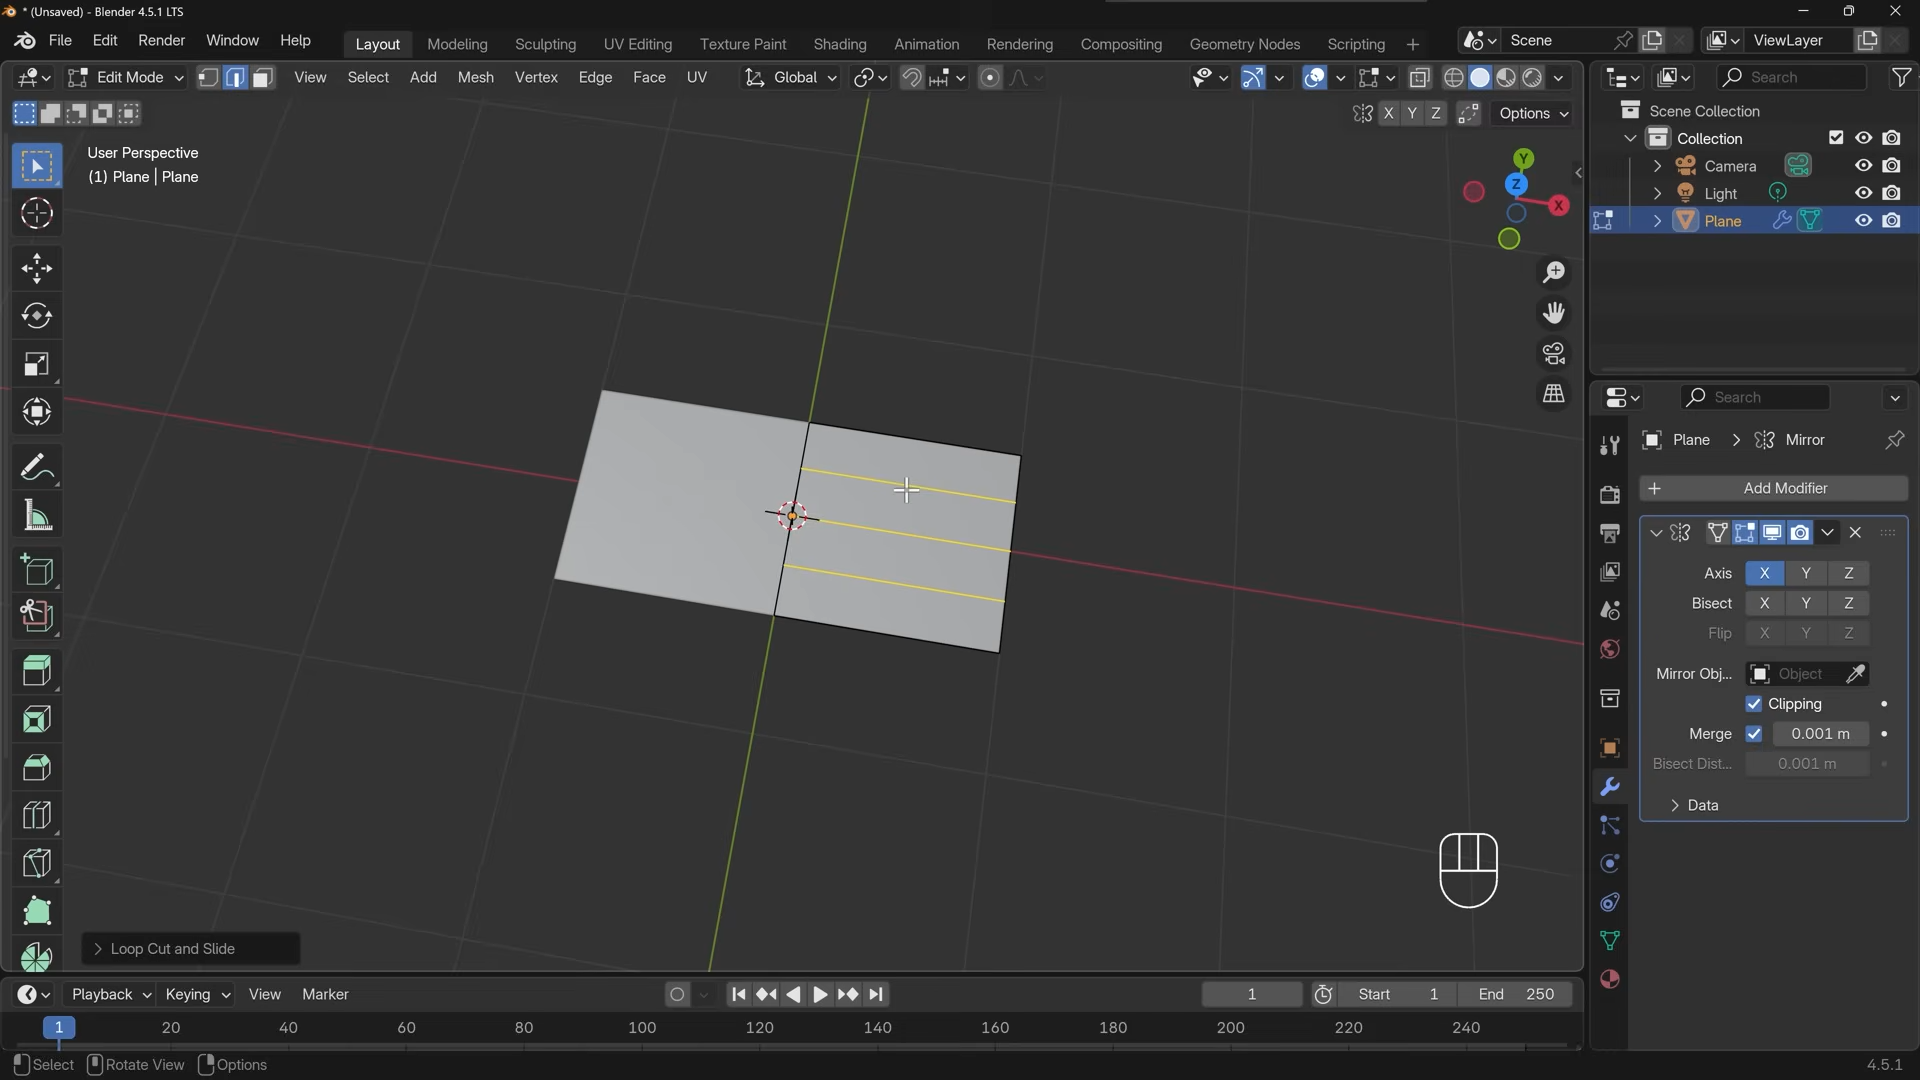 * (Unsaved) - Blender 4.5.1 LTS
File Edit Render Window Help
Layout Modeling Sculpting UV Editing Texture Paint Shading Animation Rendering Compositing Geometry Nodes Scripting +
Scene
ViewLayer
Edit Mode
View Select Add Mesh Vertex Edge Face UV
Global
X Y Z
Options
User Perspective
(1) Plane | Plane
Y
Z
X
Search
Scene Collection
Collection
Camera
Light
Plane
Search
Plane > Mirror
+ Add Modifier
Axis X Y Z
Bisect X Y Z
Flip X Y Z
Mirror Obj... Object
Clipping
Merge 0.001 m
Bisect Dist... 0.001 m
Data
Loop Cut and Slide
Playback Keying View Marker
1
Start 1
End 250
1 20 40 60 80 100 120 140 160 180 200 220 240
Select Rotate View Options
4.5.1